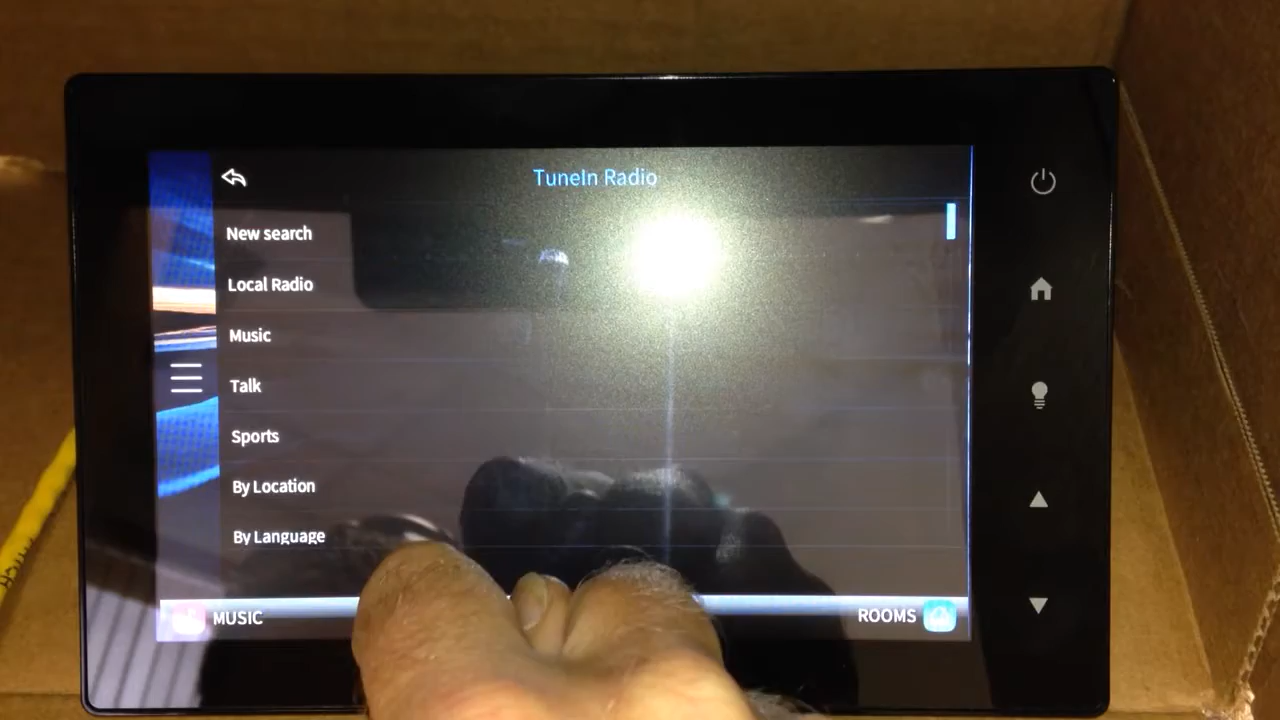 TuneIn Radio
New search
Local Radio
Music
Talk
Sports
By Location
By Language
MUSIC
ROOMS